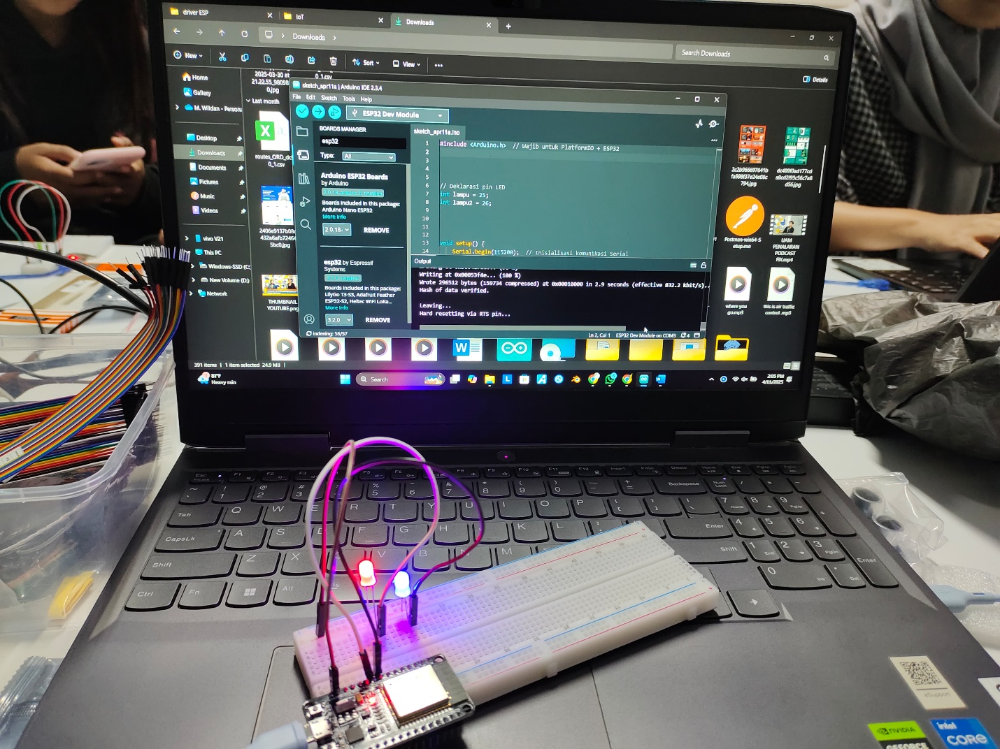 driver ESP
IoT
Downloads
Downloads
Search Downloads
New
Sort
View
Details
Home
Gallery
M. Wildan - Persona
Desktop
Downloads
Documents
Pictures
Music
Videos
vivo V21
This PC
Windows-SSD (C:
New Volume (D:)
Network
2025-03-30 at
0_1.csv
0.jpg
Last month
routes_ORD_dc
0_1.csv
5bc0.jpg
THUMBNAIL
YOUTUBE.png
sketch_apr11a | Arduino IDE 2.3.4
File Edit Sketch Tools Help
ESP32 Dev Module
BOARDS MANAGER
esp32
Type:
All
Arduino ESP32 Boards
by Arduino
Boards included in this package:
Arduino Nano ESP32
More info
2.0.18-
REMOVE
esp32 by Espressif
Systems
Boards included in this package:
LilyGo T3-S3, Adafruit Feather
ESP32-S2, Heltec WiFi LoRa...
More info
3.2.0
REMOVE
indexing: 56/57
sketch_apr11a.ino
1 #include <Arduino.h> // Wajib untuk PlatformIO + ESP32
2
3
4
5
6 // Deklarasi pin LED
7 int lampu = 25;
8 int lampu2 = 26;
9
10
11
12
13 void setup() {
14 Serial.begin(115200); // Inisialisasi komunikasi Serial
Output
Writing at 0x00053f4e... (100 %)
Wrote 296512 bytes (159734 compressed) at 0x00010000 in 2.9 seconds (effective 832.2 kbit/s)..
Hash of data verified.
Leaving...
Hard resetting via RTS pin...
Ln 2, Col 1 ESP32 Dev Module on COM3 4
2c2b966697641b
fa598f37e24e06c
794.jpg
dc409f0ad177cd
a8cd2f93c56c7a8
d56.jpg
Postman-win64-S
etup.exe
UAM
PENALARAN
PODCAST
FIX.mp4
where you
go.mp3
this is air traffic
control .mp3
391 items | 1 item selected 24.9 MB |
81°F
Heavy rain
Search
2:05 PM
4/11/2025
Esc
F1
F2
F3
F5
F6
F9
F10
F11
F12
Insert
PrtSc
Delete
Home
End
PgUp
PgDn
Backspace
Num
Lock
Tab
Q
W
E
R
T
Y
U
I
O
P
Enter
CapsLk
A
S
D
F
G
H
K
L
Shift
Z
X
V
B
N
M
Shift
Ctrl
Fn
Alt
7
8
9
4
5
6
1
2
3
0
Enter
Home
PgUp
End
PgDn
Ins
Del
eSupport
NVIDIA
GEFORCE
intel
CORE